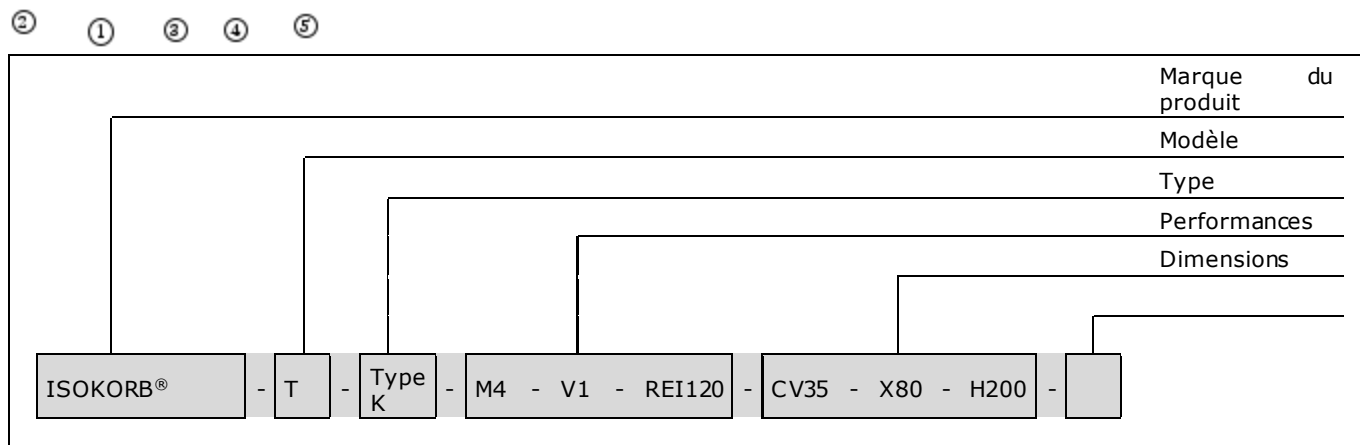 ② ① ③ ④ ⑤
Marque du
produit
Modèle
Type
Performances
Dimensions
ISOKORB® - T - Type K - M4 - V1 - REI120 - CV35 - X80 - H200 -